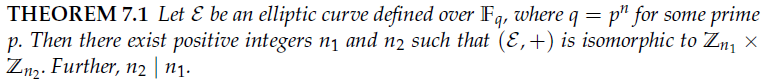 THEOREM 7.1 Let ℰ be an elliptic curve defined over 𝔽q, where q = pⁿ for some prime
p. Then there exist positive integers n₁ and n₂ such that (ℰ, +) is isomorphic to ℤn₁ ×
ℤn₂. Further, n₂ | n₁.